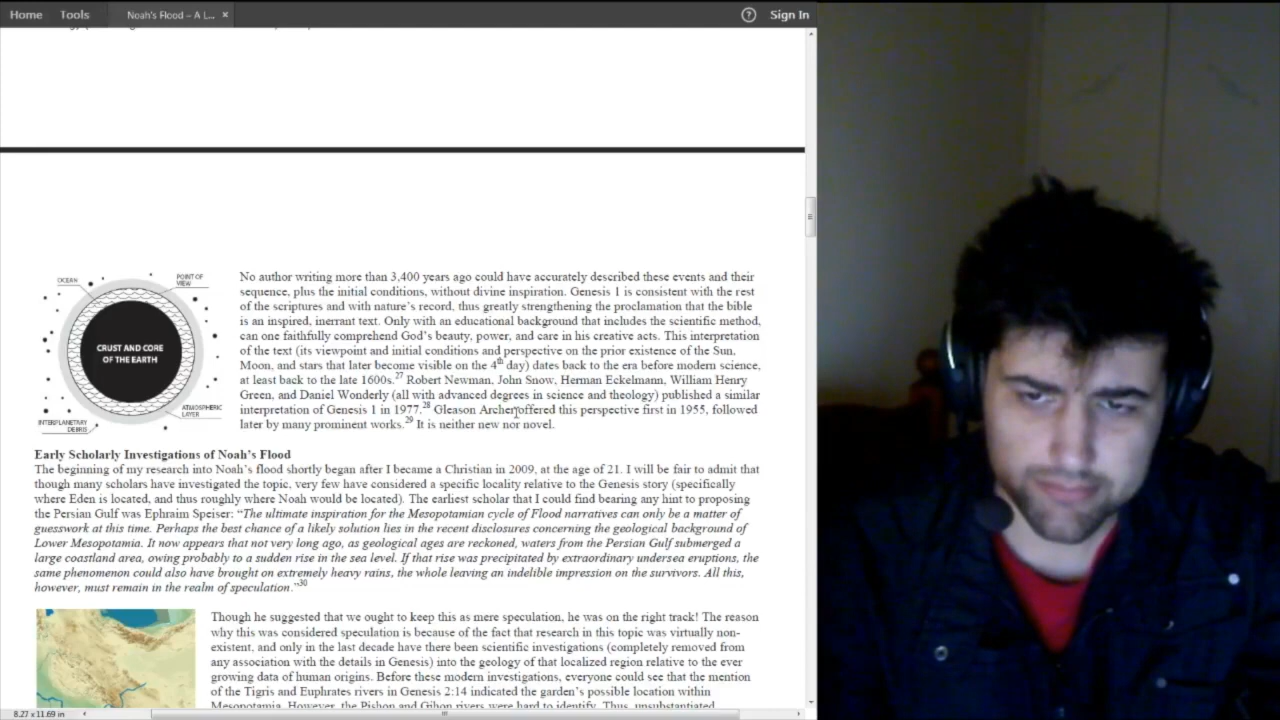 Home Tools Noah's Flood – A L... × ? Sign In
OCEAN
POINT OF
VIEW
CRUST AND CORE
OF THE EARTH
ATMOSPHERIC
LAYER
INTERPLANETARY
DEBRIS
No author writing more than 3,400 years ago could have accurately described these events and their
sequence, plus the initial conditions, without divine inspiration. Genesis 1 is consistent with the rest
of the scriptures and with nature's record, thus greatly strengthening the proclamation that the bible
is an inspired, inerrant text. Only with an educational background that includes the scientific method,
can one faithfully comprehend God's beauty, power, and care in his creative acts. This interpretation
of the text (its viewpoint and initial conditions and perspective on the prior existence of the Sun,
Moon, and stars that later become visible on the 4th day) dates back to the era before modern science,
at least back to the late 1600s.27 Robert Newman, John Snow, Herman Eckelmann, William Henry
Green, and Daniel Wonderly (all with advanced degrees in science and theology) published a similar
interpretation of Genesis 1 in 1977.28 Gleason Archer offered this perspective first in 1955, followed
later by many prominent works.29 It is neither new nor novel.
Early Scholarly Investigations of Noah's Flood
The beginning of my research into Noah's flood shortly began after I became a Christian in 2009, at the age of 21. I will be fair to admit that
though many scholars have investigated the topic, very few have considered a specific locality relative to the Genesis story (specifically
where Eden is located, and thus roughly where Noah would be located). The earliest scholar that I could find bearing any hint to proposing
the Persian Gulf was Ephraim Speiser: "The ultimate inspiration for the Mesopotamian cycle of Flood narratives can only be a matter of
guesswork at this time. Perhaps the best chance of a likely solution lies in the recent disclosures concerning the geological background of
Lower Mesopotamia. It now appears that not very long ago, as geological ages are reckoned, waters from the Persian Gulf submerged a
large coastland area, owing probably to a sudden rise in the sea level. If that rise was precipitated by extraordinary undersea eruptions, the
same phenomenon could also have brought on extremely heavy rains, the whole leaving an indelible impression on the survivors. All this,
however, must remain in the realm of speculation."30
Though he suggested that we ought to keep this as mere speculation, he was on the right track! The reason
why this was considered speculation is because of the fact that research in this topic was virtually non-
existent, and only in the last decade have there been scientific investigations (completely removed from
any association with the details in Genesis) into the geology of that localized region relative to the ever
growing data of human origins. Before these modern investigations, everyone could see that the mention
of the Tigris and Euphrates rivers in Genesis 2:14 indicated the garden's possible location within
Mesopotamia. However, the Pishon and Gihon rivers were hard to identify. Thus, unsubstantiated
8.27 x 11.69 in